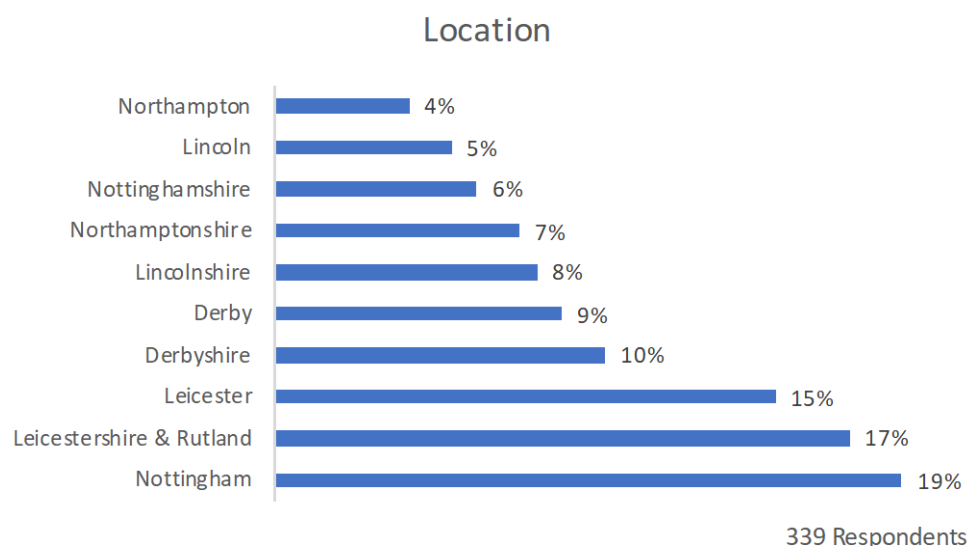 Location
Northampton 4%
Lincoln 5%
Nottinghamshire 6%
Northamptonshire 7%
Lincolnshire 8%
Derby 9%
Derbyshire 10%
Leicester 15%
Leicestershire & Rutland 17%
Nottingham 19%
339 Respondents